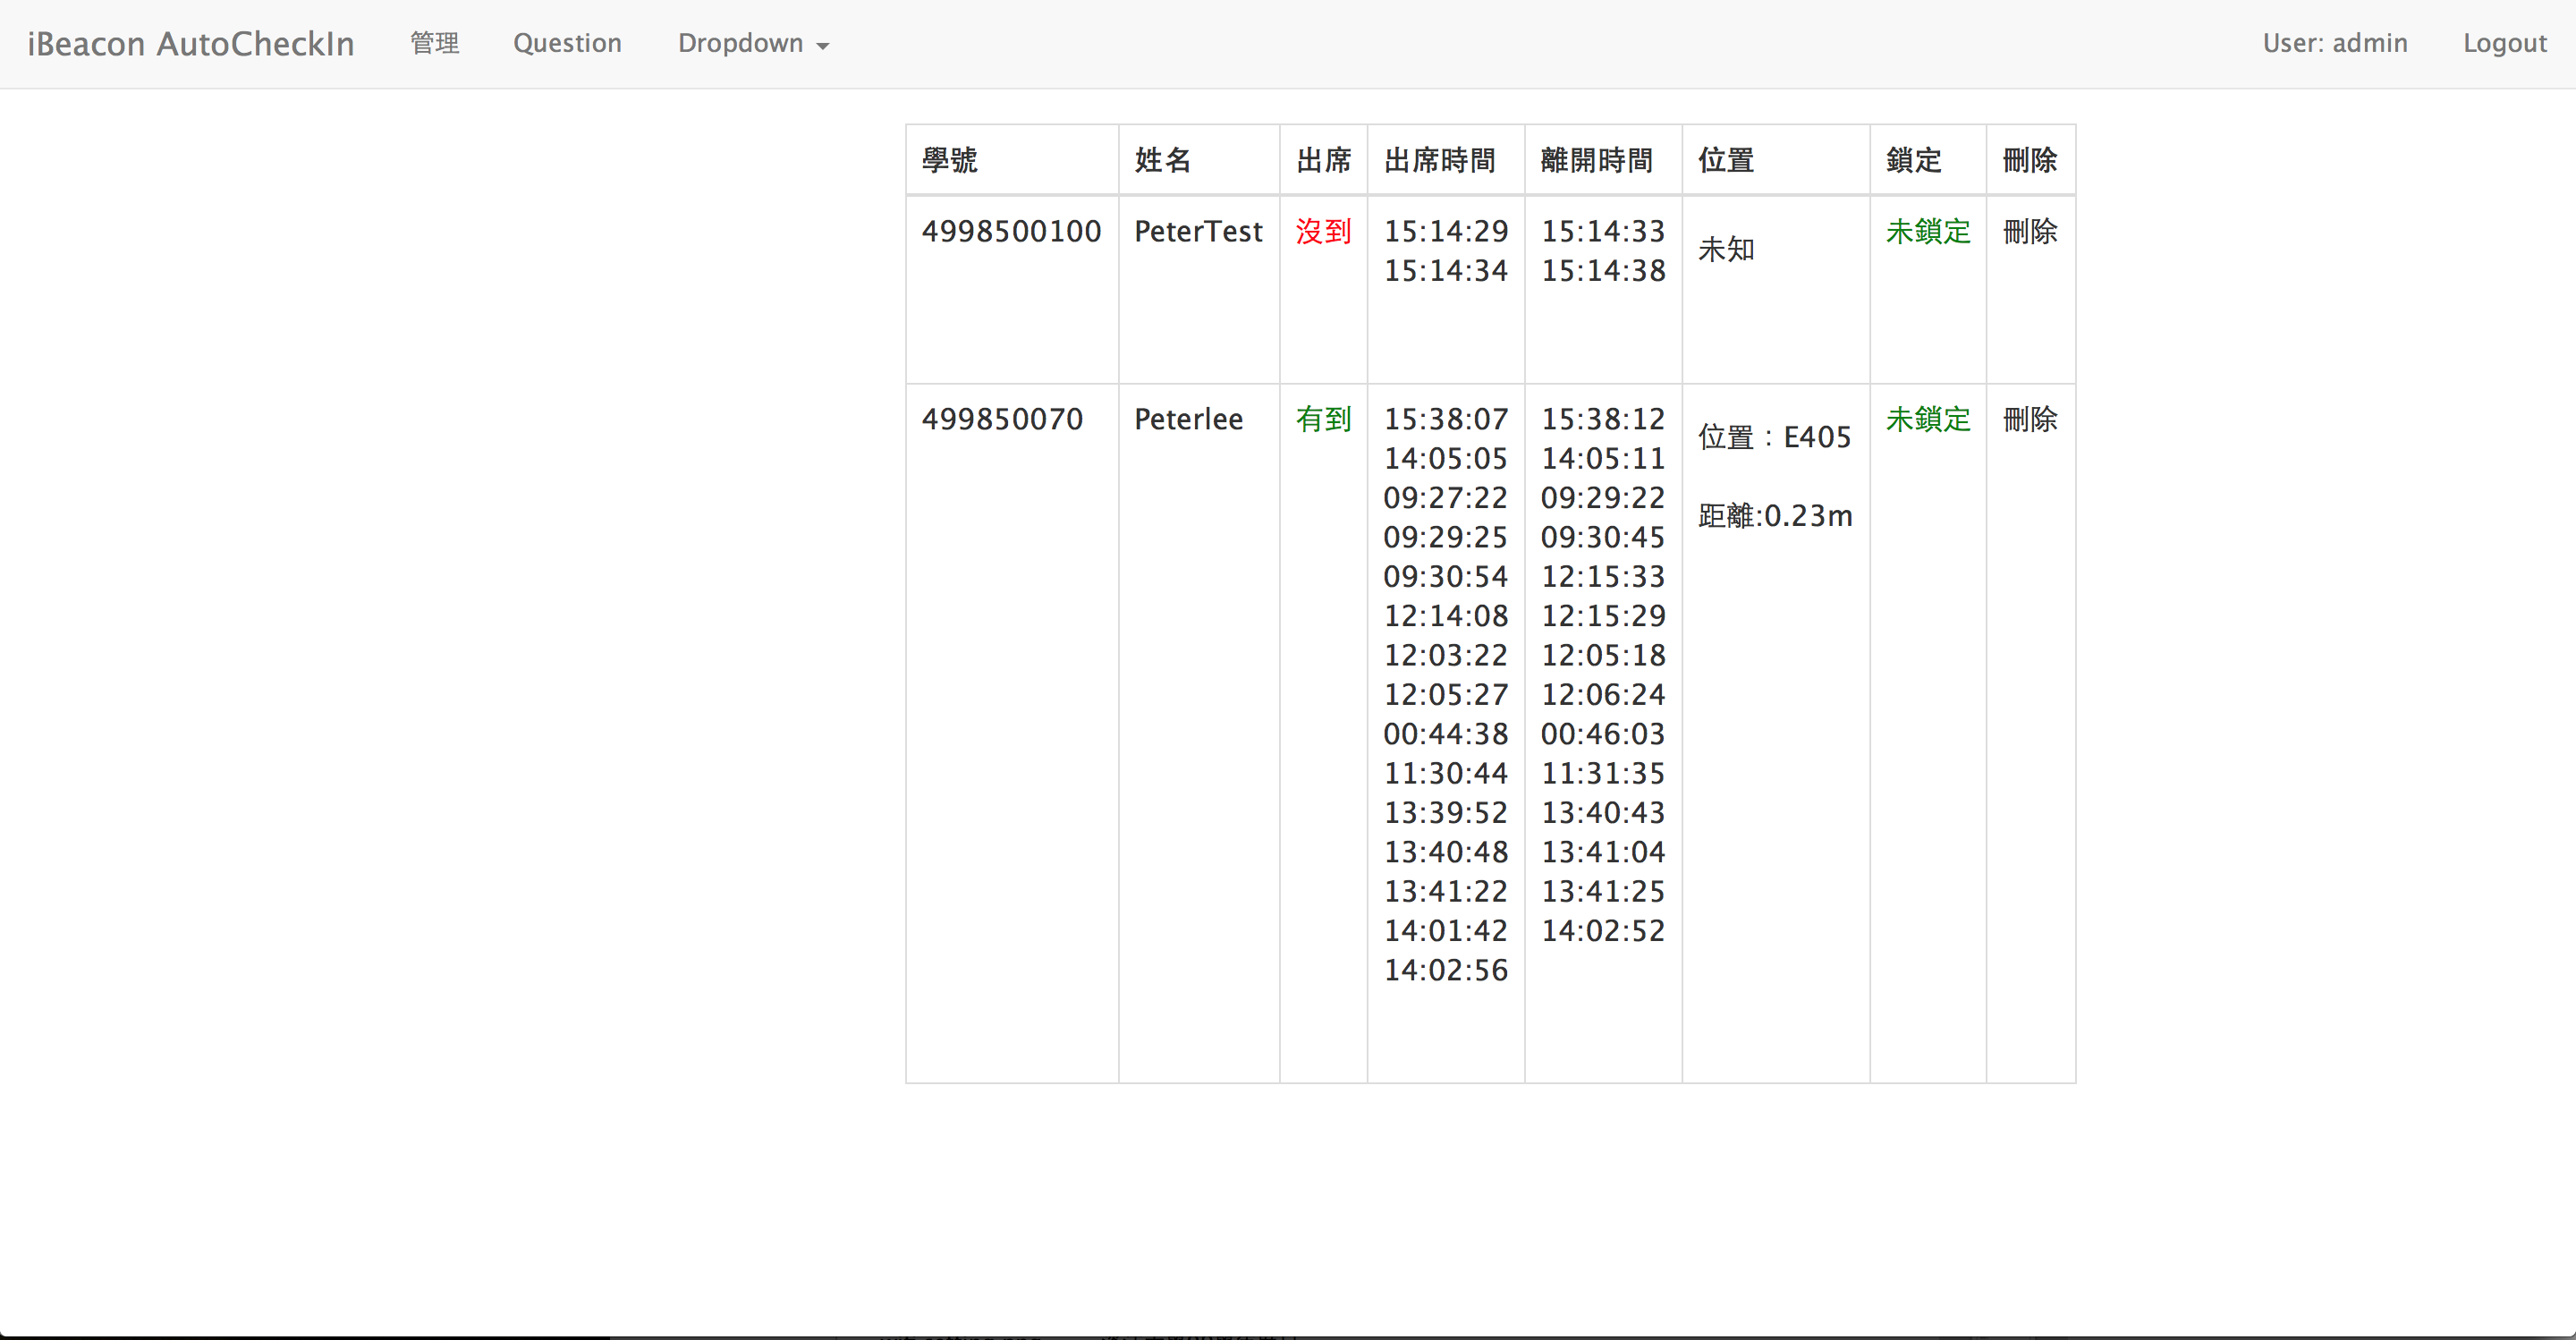 iBeacon AutoCheckIn 管理 Question Dropdown User: admin Logout
學號 姓名 出席 出席時間 離開時間 位置 鎖定 刪除
4998500100 PeterTest 沒到 15:14:29 15:14:33 未知 未鎖定 刪除
15:14:34 15:14:38
499850070 Peterlee 有到 15:38:07 15:38:12 位置：E405 未鎖定 刪除
14:05:05 14:05:11
09:27:22 09:29:22 距離:0.23m
09:29:25 09:30:45
09:30:54 12:15:33
12:14:08 12:15:29
12:03:22 12:05:18
12:05:27 12:06:24
00:44:38 00:46:03
11:30:44 11:31:35
13:39:52 13:40:43
13:40:48 13:41:04
13:41:22 13:41:25
14:01:42 14:02:52
14:02:56